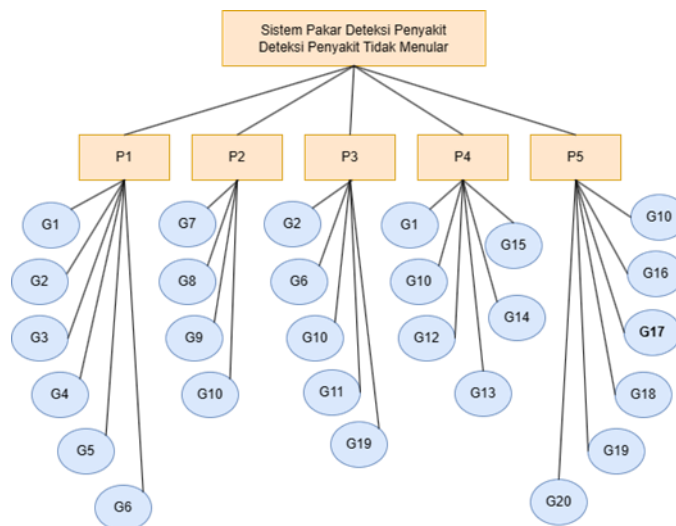 Sistem Pakar Deteksi Penyakit
Deteksi Penyakit Tidak Menular
P1
P2
P3
P4
P5
G1
G2
G3
G4
G5
G6
G7
G8
G9
G10
G2
G6
G10
G11
G19
G1
G10
G12
G13
G14
G15
G10
G16
G17
G18
G19
G20